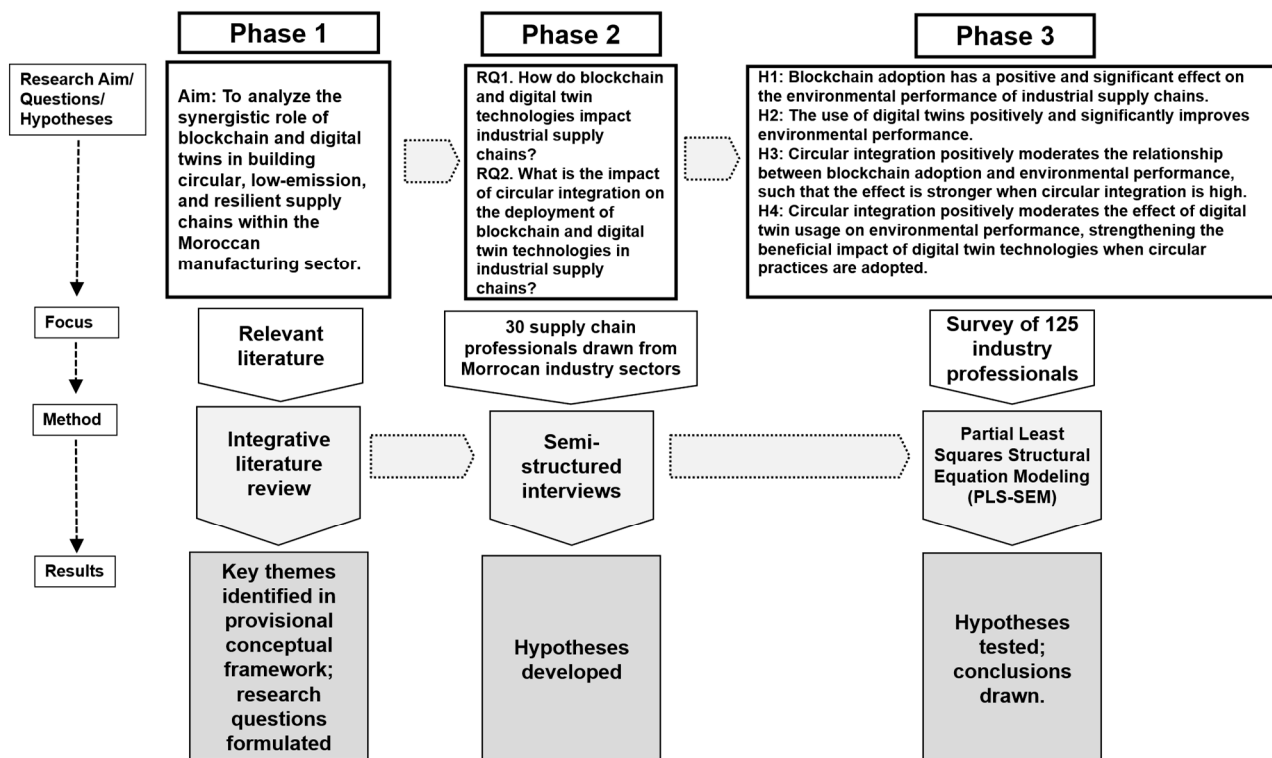 Phase 1
Phase 2
Phase 3
Research Aim/
Questions/
Hypotheses
Aim: To analyze the
synergistic role of
blockchain and digital
twins in building
circular, low-emission,
and resilient supply
chains within the
Moroccan
manufacturing sector.
RQ1. How do blockchain
and digital twin
technologies impact
industrial supply
chains?
RQ2. What is the impact
of circular integration on
the deployment of
blockchain and digital
twin technologies in
industrial supply
chains?
H1: Blockchain adoption has a positive and significant effect on
the environmental performance of industrial supply chains.
H2: The use of digital twins positively and significantly improves
environmental performance.
H3: Circular integration positively moderates the relationship
between blockchain adoption and environmental performance,
such that the effect is stronger when circular integration is high.
H4: Circular integration positively moderates the effect of digital
twin usage on environmental performance, strengthening the
beneficial impact of digital twin technologies when circular
practices are adopted.
Focus
Relevant
literature
30 supply chain
professionals drawn from
Morrocan industry sectors
Survey of 125
industry
professionals
Method
Integrative
literature
review
Semi-
structured
interviews
Partial Least
Squares Structural
Equation Modeling
(PLS-SEM)
Results
Key themes
identified in
provisional
conceptual
framework;
research
questions
formulated
Hypotheses
developed
Hypotheses
tested;
conclusions
drawn.